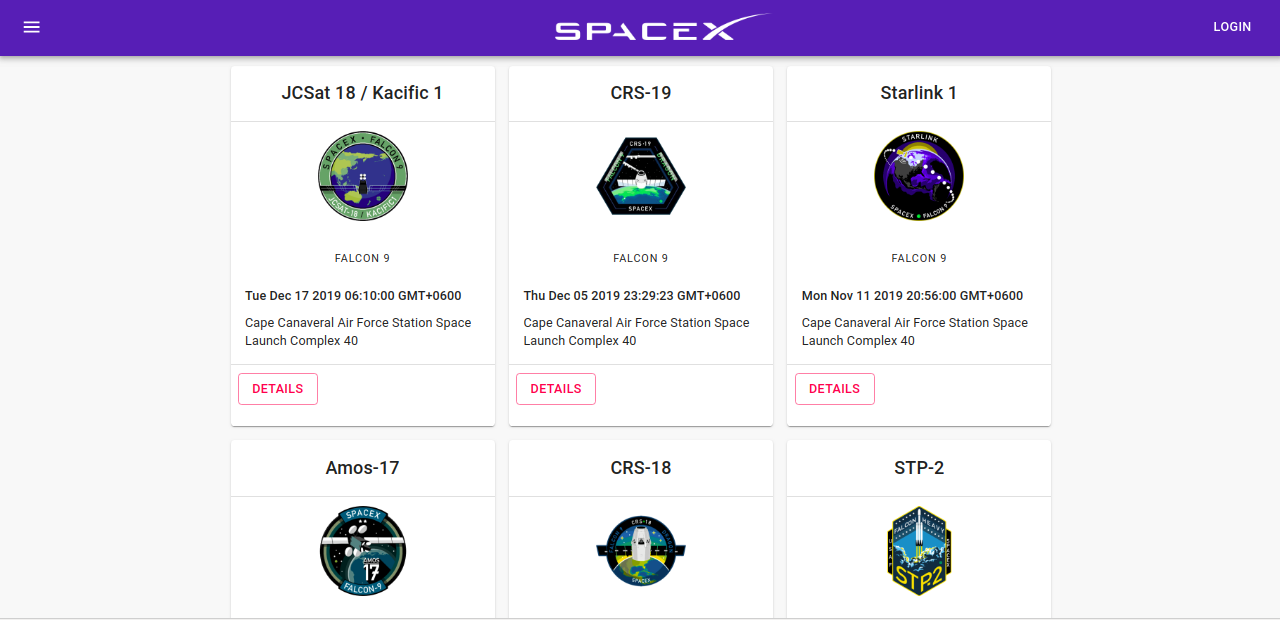 SPACEX
LOGIN
JCSat 18 / Kacific 1
CRS-19
Starlink 1
SPACEX • FALCON 9
JCSAT-18 / KACIFIC1
CRS-19
SPACEX
STARLINK
SPACEX • FALCON 9
FALCON 9
FALCON 9
FALCON 9
Tue Dec 17 2019 06:10:00 GMT+0600
Thu Dec 05 2019 23:29:23 GMT+0600
Mon Nov 11 2019 20:56:00 GMT+0600
Cape Canaveral Air Force Station Space
Launch Complex 40
Cape Canaveral Air Force Station Space
Launch Complex 40
Cape Canaveral Air Force Station Space
Launch Complex 40
DETAILS
DETAILS
DETAILS
Amos-17
CRS-18
STP-2
SPACEX
AMOS
17
FALCON-9
CRS-18
SPACEX
FALCON HEAVY
USAF
SPACEX
STP-2